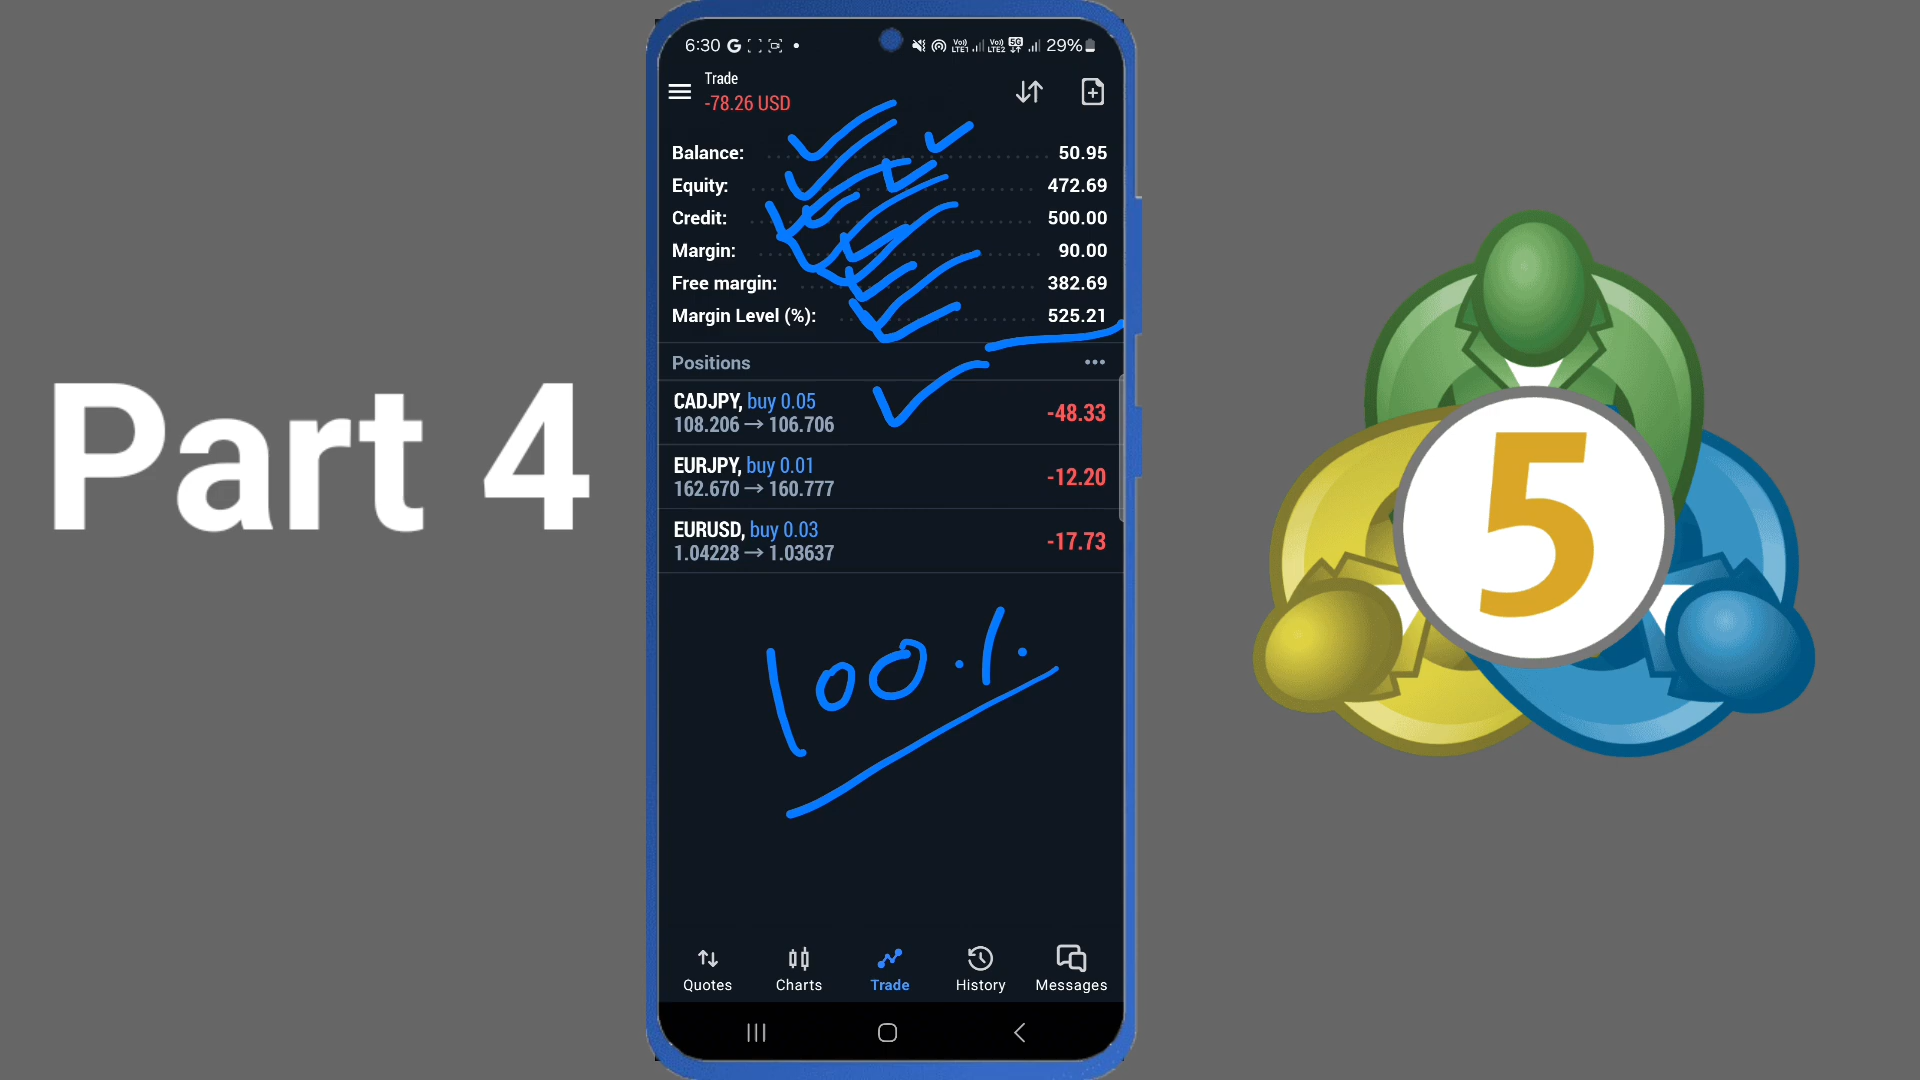 Part 4
6:30 G 29%
Trade
-78.26 USD
Balance: 50.95
Equity: 472.69
Credit: 500.00
Margin: 90.00
Free margin: 382.69
Margin Level (%): 525.21
Positions
CADJPY, buy 0.05 -48.33
108.206 → 106.706
EURJPY, buy 0.01 -12.20
162.670 → 160.777
EURUSD, buy 0.03 -17.73
1.04228 → 1.03637
100%
Quotes Charts Trade History Messages
5